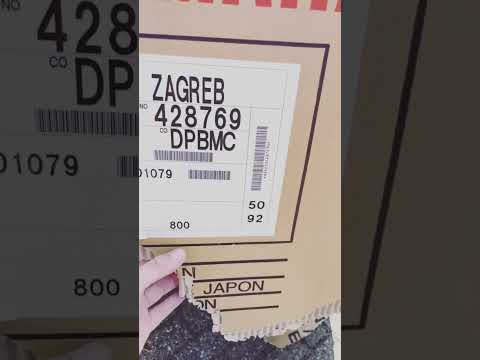 ZAGREB
NO 428769
CO DPBMC
01079
50
92
800
JAPON